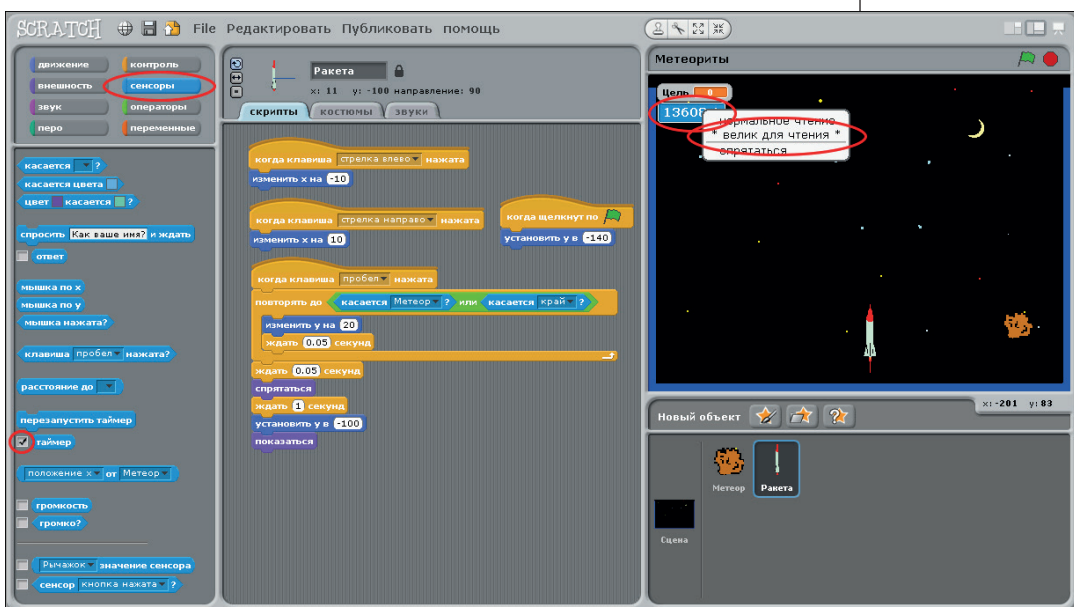 SCRATCH File Редактировать Публиковать помощь
движение контроль
внешность сенсоры
звук операторы
перо переменные
касается ?
касается цвета
цвет касается ?
спросить Как ваше имя? и ждать
ответ
мышка по x
мышка по y
мышка нажата?
клавиша пробел нажата?
расстояние до
перезапустить таймер
таймер
положение x от Метеор
громкость
громко?
Рычажок значение сенсора
сенсор кнопка нажата ?
Ракета
x: 11 y: -100 направление: 90
скрипты костюмы звуки
когда клавиша стрелка влево нажата
изменить x на -10
когда клавиша стрелка направо нажата
изменить x на 10
когда щелкнут по
установить y в -140
когда клавиша пробел нажата
повторять до касается Метеор ? или касается край ?
изменить y на 20
ждать 0.05 секунд
ждать 0.05 секунд
спрятаться
ждать 1 секунд
установить y в -100
показаться
Метеориты
Цель 0
13608
нормальное чтение
* велик для чтения *
спрятаться
x: -201 y: 83
Новый объект
Метеор Ракета
Сцена